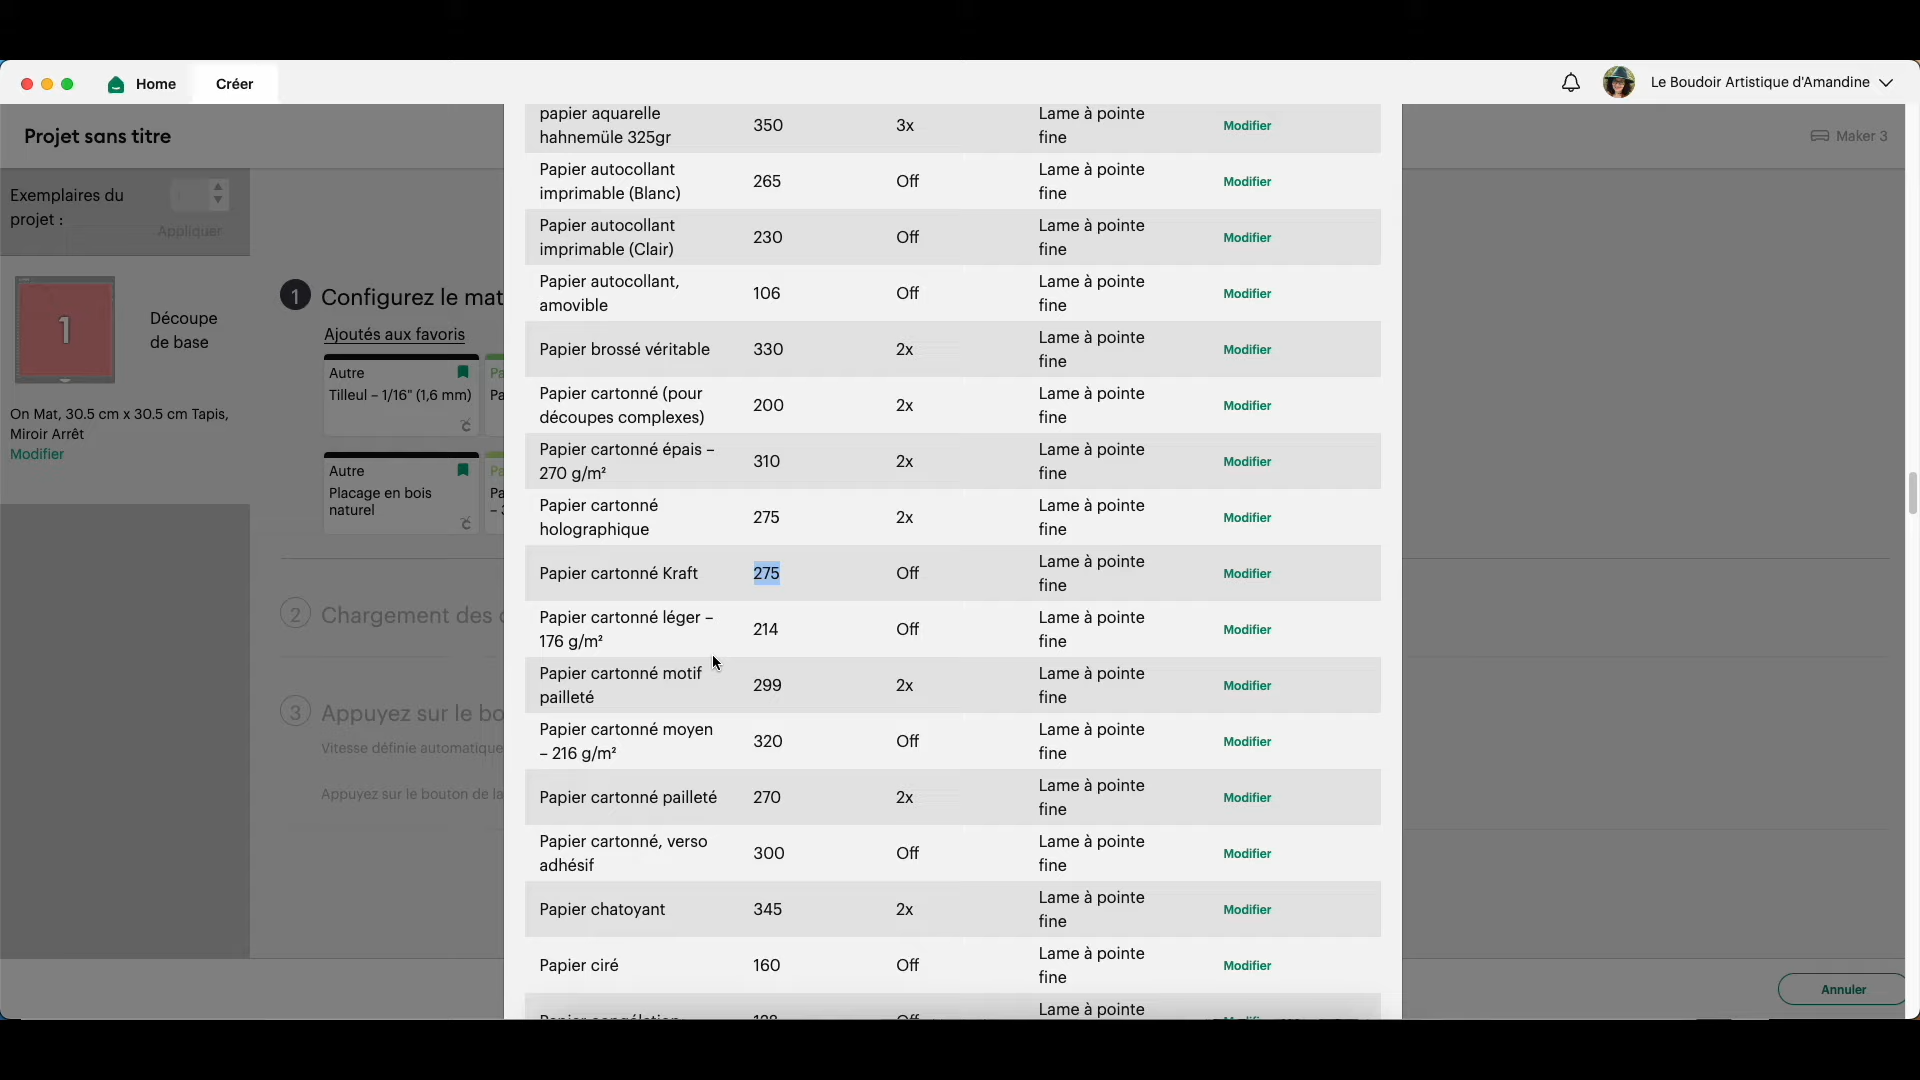 Home
Créer
Le Boudoir Artistique d'Amandine
Projet sans titre
Maker 3
Exemplaires du
projet :
Appliquer
1
Découpe
de base
On Mat, 30.5 cm x 30.5 cm Tapis,
Miroir Arrêt
Modifier
1 Configurez le mat
Ajoutés aux favoris
Autre
Tilleul – 1/16" (1,6 mm)
Pa
Pa
Autre
Placage en bois
naturel
Pa
Pa
– 3
2 Chargement des
3 Appuyez sur le bo
Vitesse définie automatique
Appuyez sur le bouton de la
papier aquarelle
hahnemüle 325gr
350
3x
Lame à pointe
fine
Modifier
Papier autocollant
imprimable (Blanc)
265
Off
Lame à pointe
fine
Modifier
Papier autocollant
imprimable (Clair)
230
Off
Lame à pointe
fine
Modifier
Papier autocollant,
amovible
106
Off
Lame à pointe
fine
Modifier
Papier brossé véritable
330
2x
Lame à pointe
fine
Modifier
Papier cartonné (pour
découpes complexes)
200
2x
Lame à pointe
fine
Modifier
Papier cartonné épais –
270 g/m²
310
2x
Lame à pointe
fine
Modifier
Papier cartonné
holographique
275
2x
Lame à pointe
fine
Modifier
Papier cartonné Kraft
275
Off
Lame à pointe
fine
Modifier
Papier cartonné léger –
176 g/m²
214
Off
Lame à pointe
fine
Modifier
Papier cartonné motif
pailleté
299
2x
Lame à pointe
fine
Modifier
Papier cartonné moyen
– 216 g/m²
320
Off
Lame à pointe
fine
Modifier
Papier cartonné pailleté
270
2x
Lame à pointe
fine
Modifier
Papier cartonné, verso
adhésif
300
Off
Lame à pointe
fine
Modifier
Papier chatoyant
345
2x
Lame à pointe
fine
Modifier
Papier ciré
160
Off
Lame à pointe
fine
Modifier
Lame à pointe
Annuler